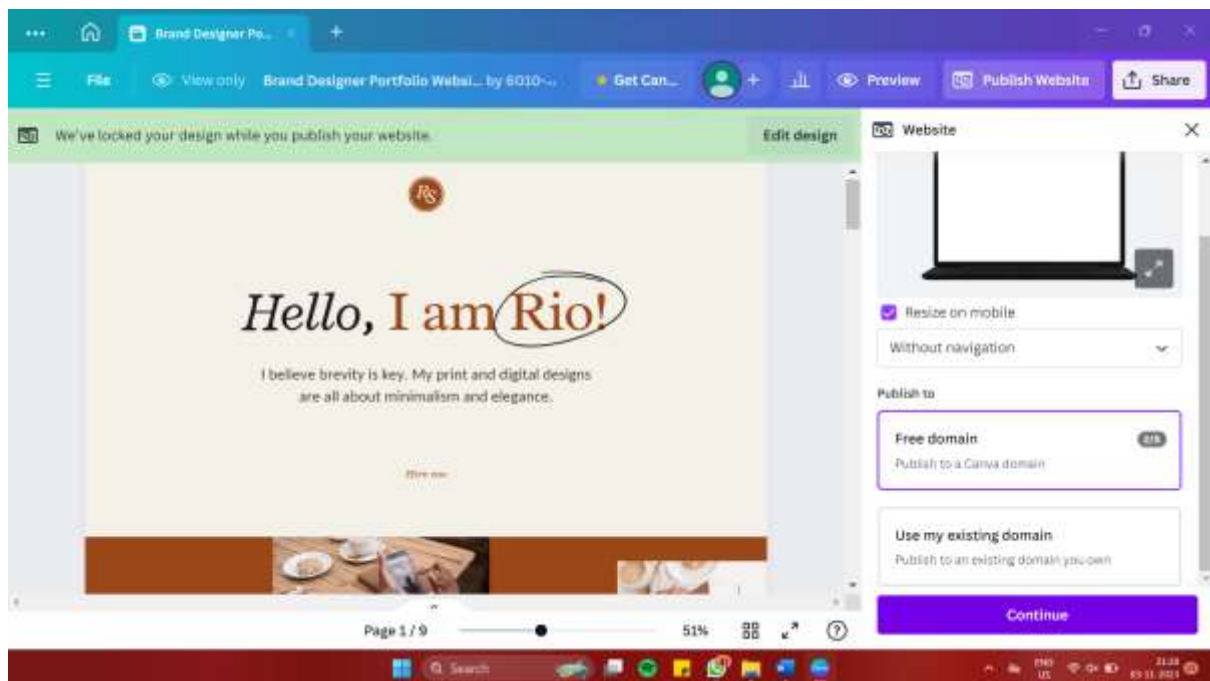 Brand Designer Po...
File
View only
Brand Designer Portfolio Websi... by 6010-...
Get Can...
Preview
Publish Website
Share
We've locked your design while you publish your website.
Edit design
RS
Hello, I am Rio!
I believe brevity is key. My print and digital designs
are all about minimalism and elegance.
Page 1 / 9
51%
Website
Resize on mobile
Without navigation
Publish to
Free domain
Publish to a Canva domain
Use my existing domain
Publish to an existing domain you own
Continue
Search
ENG